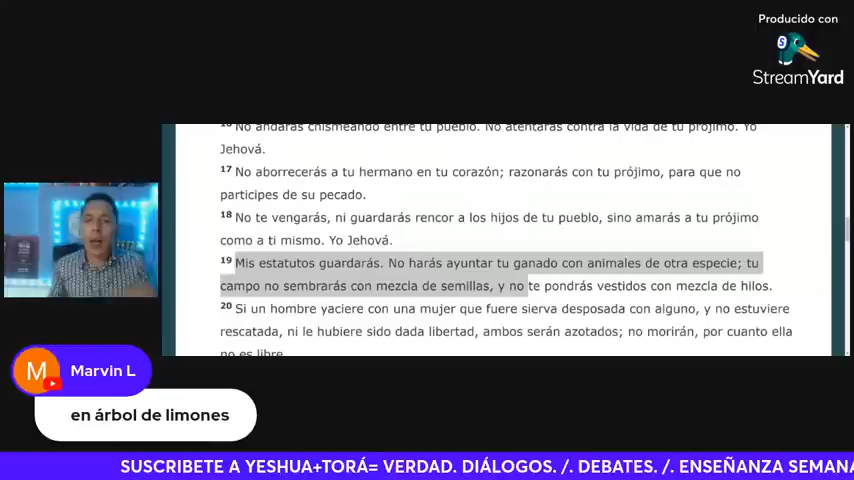 Producido con
StreamYard
16 No andarás chismeando entre tu pueblo. No atentarás contra la vida de tu prójimo. Yo
Jehová.
17 No aborrecerás a tu hermano en tu corazón; razonarás con tu prójimo, para que no
participes de su pecado.
18 No te vengarás, ni guardarás rencor a los hijos de tu pueblo, sino amarás a tu prójimo
como a ti mismo. Yo Jehová.
19 Mis estatutos guardarás. No harás ayuntar tu ganado con animales de otra especie; tu
campo no sembrarás con mezcla de semillas, y no te pondrás vestidos con mezcla de hilos.
20 Si un hombre yaciere con una mujer que fuere sierva desposada con alguno, y no estuviere
rescatada, ni le hubiere sido dada libertad, ambos serán azotados; no morirán, por cuanto ella
no es libre.
M
Marvin L
en árbol de limones
SUSCRIBETE A YESHUA+TORÁ= VERDAD. DIÁLOGOS. /. DEBATES. /. ENSEÑANZA SEMANA